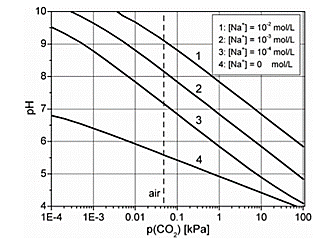 10
9
8
7
6
5
4
pH
1: [Na⁺] = 10⁻² mol/L
2: [Na⁺] = 10⁻³ mol/L
3: [Na⁺] = 10⁻⁴ mol/L
4: [Na⁺] = 0 mol/L
1
2
3
4
air
1E-4 1E-3 0.01 0.1 1 10 100
p(CO₂) [kPa]